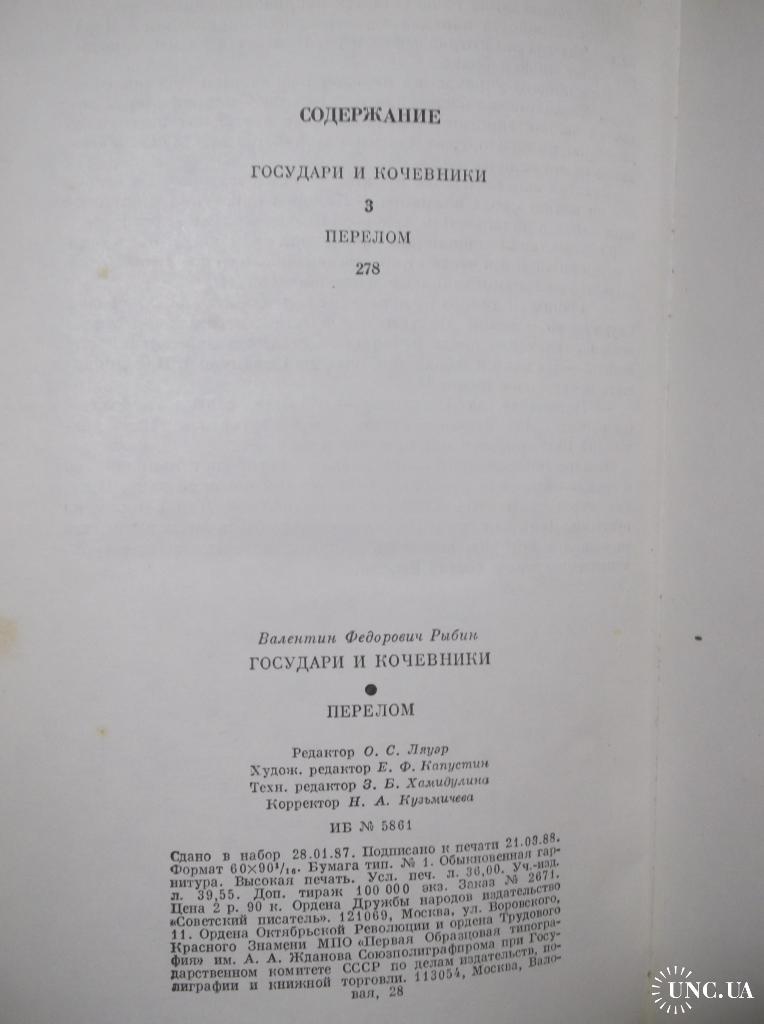 СОДЕРЖАНИЕ
ГОСУДАРИ И КОЧЕВНИКИ
3
ПЕРЕЛОМ
278
Валентин Федорович Рыбин
ГОСУДАРИ И КОЧЕВНИКИ
●
ПЕРЕЛОМ
Редактор О. С. Ляуэр
Худож. редактор Е. Ф. Капустин
Техн. редактор З. Б. Хамидулина
Корректор Н. А. Кузьмичева
ИБ № 5861
Сдано в набор 28.01.87. Подписано к печати 21.03.88.
Формат 60×90¹/₁₆. Бумага тип. № 1. Обыкновенная гар-
нитура. Высокая печать. Усл. печ. л. 36,00. Уч.-изд.
л. 39,55. Доп. тираж 100 000 экз. Заказ № 2671.
Цена 2 р. 90 к. Ордена Дружбы народов издательство
«Советский писатель». 121069, Москва, ул. Воровского,
11. Ордена Октябрьской Революции и ордена Трудового
Красного Знамени МПО «Первая Образцовая типогра-
фия» им. А. А. Жданова Союзполиграфпрома при Госу-
дарственном комитете СССР по делам издательств, по-
лиграфии и книжной торговли. 113054, Москва, Вало-
вая, 28
UNC.UA